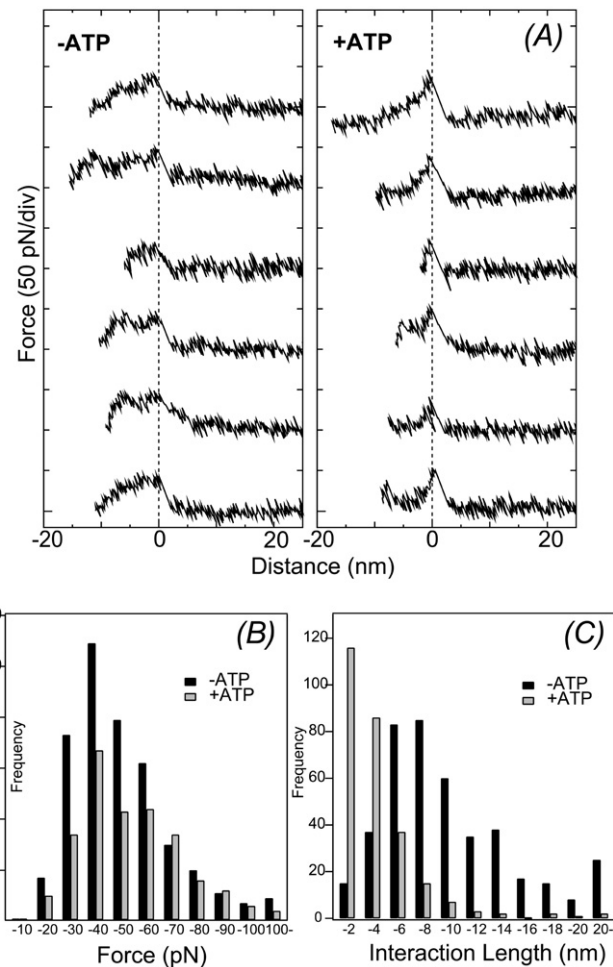 -ATP
+ATP
(A)
Force (50 pN/div)
-20 0 20 0 20
Distance (nm)
(B)
-ATP
+ATP
Frequency
-10 -20 -30 -40 -50 -60 -70 -80 -90 -100 100-
Force (pN)
(C)
-ATP
+ATP
Frequency
120
100
80
60
40
20
0
-2 -4 -6 -8 -10 -12 -14 -16 -18 -20 20-
Interaction Length (nm)